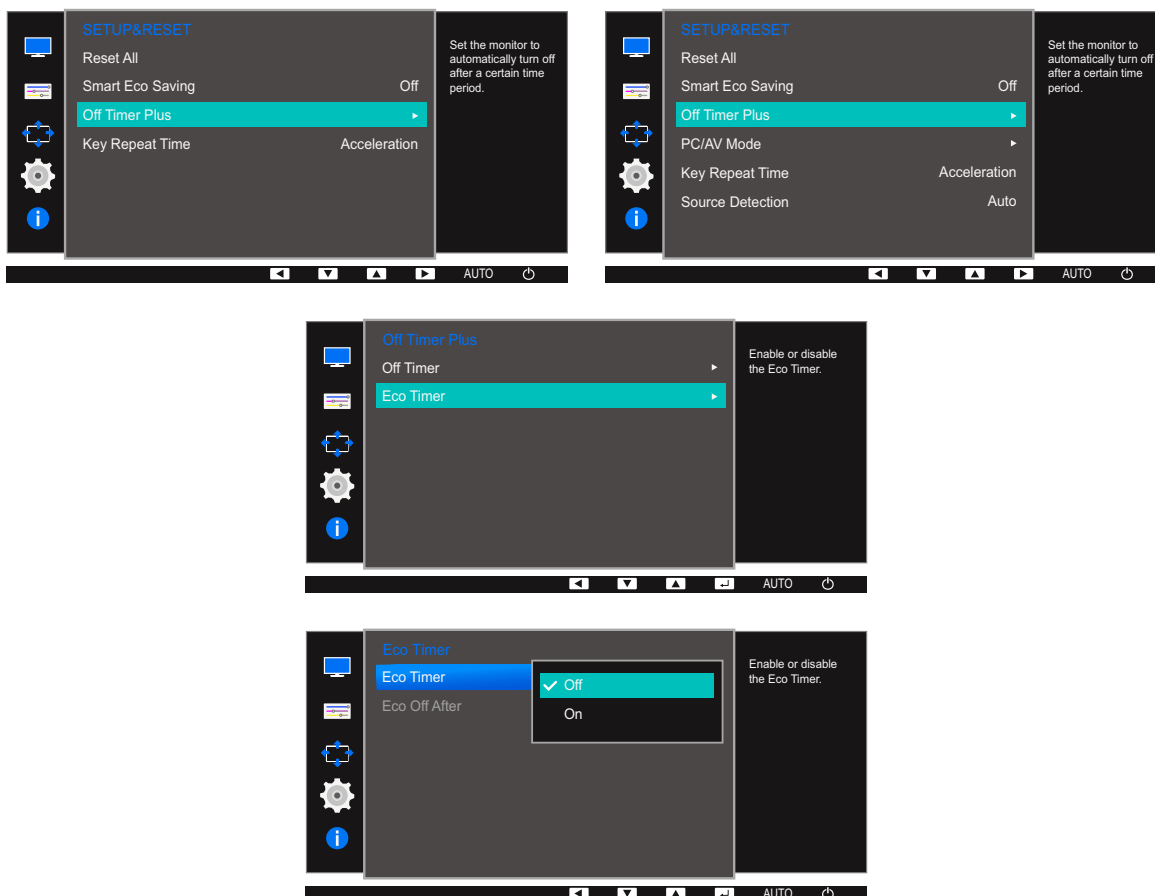 SETUP&RESET
Reset All
Smart Eco Saving Off
Off Timer Plus
Key Repeat Time Acceleration
Set the monitor to
automatically turn off
after a certain time
period.
AUTO
SETUP&RESET
Reset All
Smart Eco Saving Off
Off Timer Plus
PC/AV Mode
Key Repeat Time Acceleration
Source Detection Auto
Set the monitor to
automatically turn off
after a certain time
period.
AUTO
Off Timer Plus
Off Timer
Eco Timer
Enable or disable
the Eco Timer.
AUTO
Eco Timer
Eco Timer
Eco Off After
Off
On
Enable or disable
the Eco Timer.
AUTO